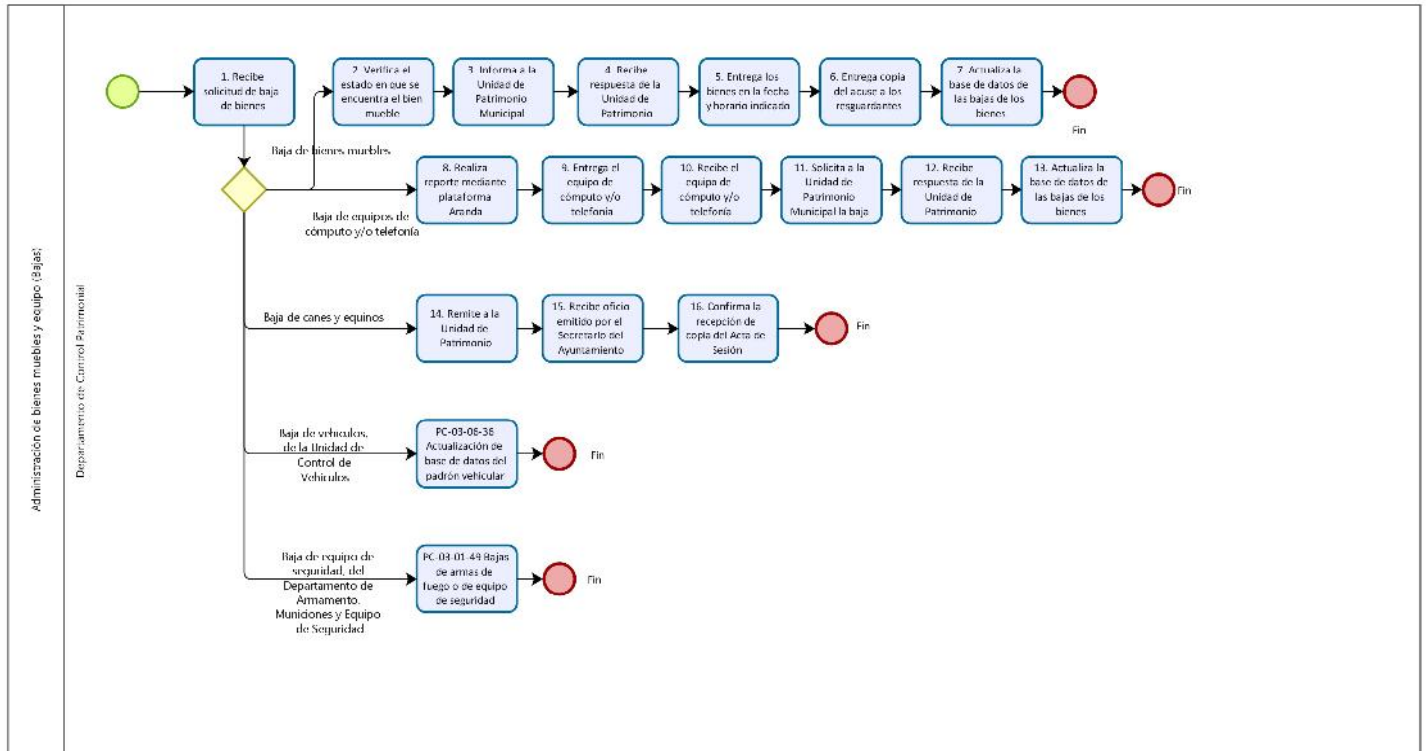 Administración de bienes muebles y equipo (Bajas)
Departamento de Control Patrimonial
1. Recibe
solicitud de baja
de bienes
2. Verifica el
estado en que se
encuentra el bien
mueble
3. Informa a la
Unidad de
Patrimonio
Municipal
4. Recibe
respuesta de la
Unidad de
Patrimonio
5. Entrega los
bienes en la fecha
y horario indicado
6. Entrega copia
del acuse a los
resguardantes
7. Actualiza la
base de datos de
las bajas de los
bienes
Fin
Baja de bienes muebles
8. Realiza
reporte mediante
plataforma
Aranda
9. Entrega el
equipo de
cómputo y/o
telefonía
10. Recibe el
equipa de
cómputo y/o
telefonía
11. Solicita a la
Unidad de
Patrimonio
Municipal la baja
12. Recibe
respuesta de la
Unidad de
Patrimonio
13. Actualiza la
base de datos de
las bajas de los
bienes
Fin
Baja de equipos de
cómputo y/o telefonía
Baja de canes y equinos
14. Remite a la
Unidad de
Patrimonio
15. Recibe oficio
emitido por el
Secretario del
Ayuntamiento
16. Confirma la
recepción de
copia del Acta de
Sesión
Fin
Baja de vehículos,
de la Unidad de
Control de
Vehículos
PC-03-06-36
Actualización de
base de datos del
padrón vehicular
Fin
Baja de equipo de
seguridad, del
Departamento de
Armamento,
Municiones y Equipo
de Seguridad
PC-03-01-49 Bajas
de armas de
fuego o de equipo
de seguridad
Fin